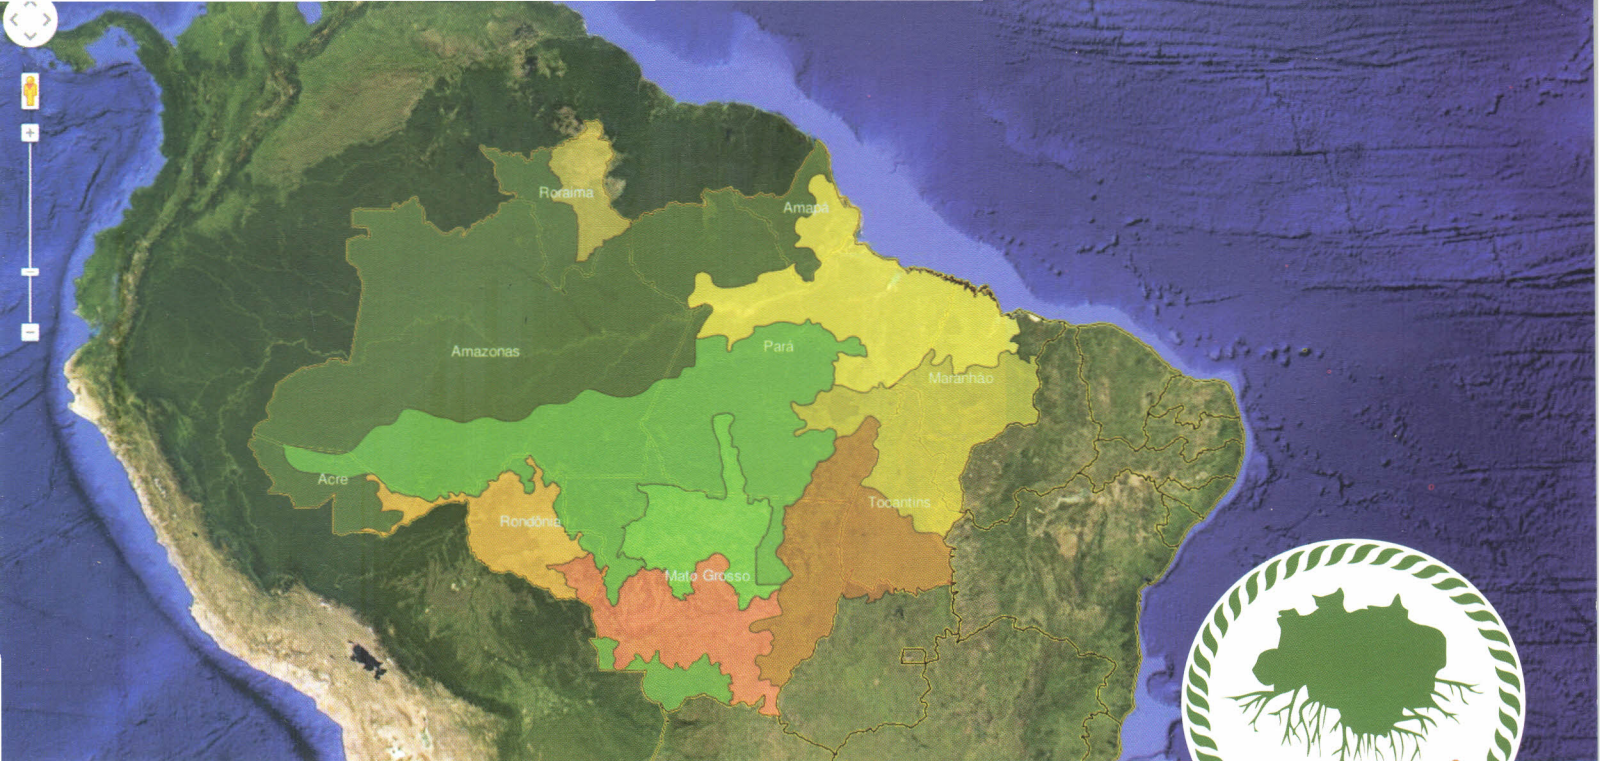 Roraima
Amapá
Amazonas
Pará
Maranhão
Acre
Tocantins
Rondônia
Mato Grosso